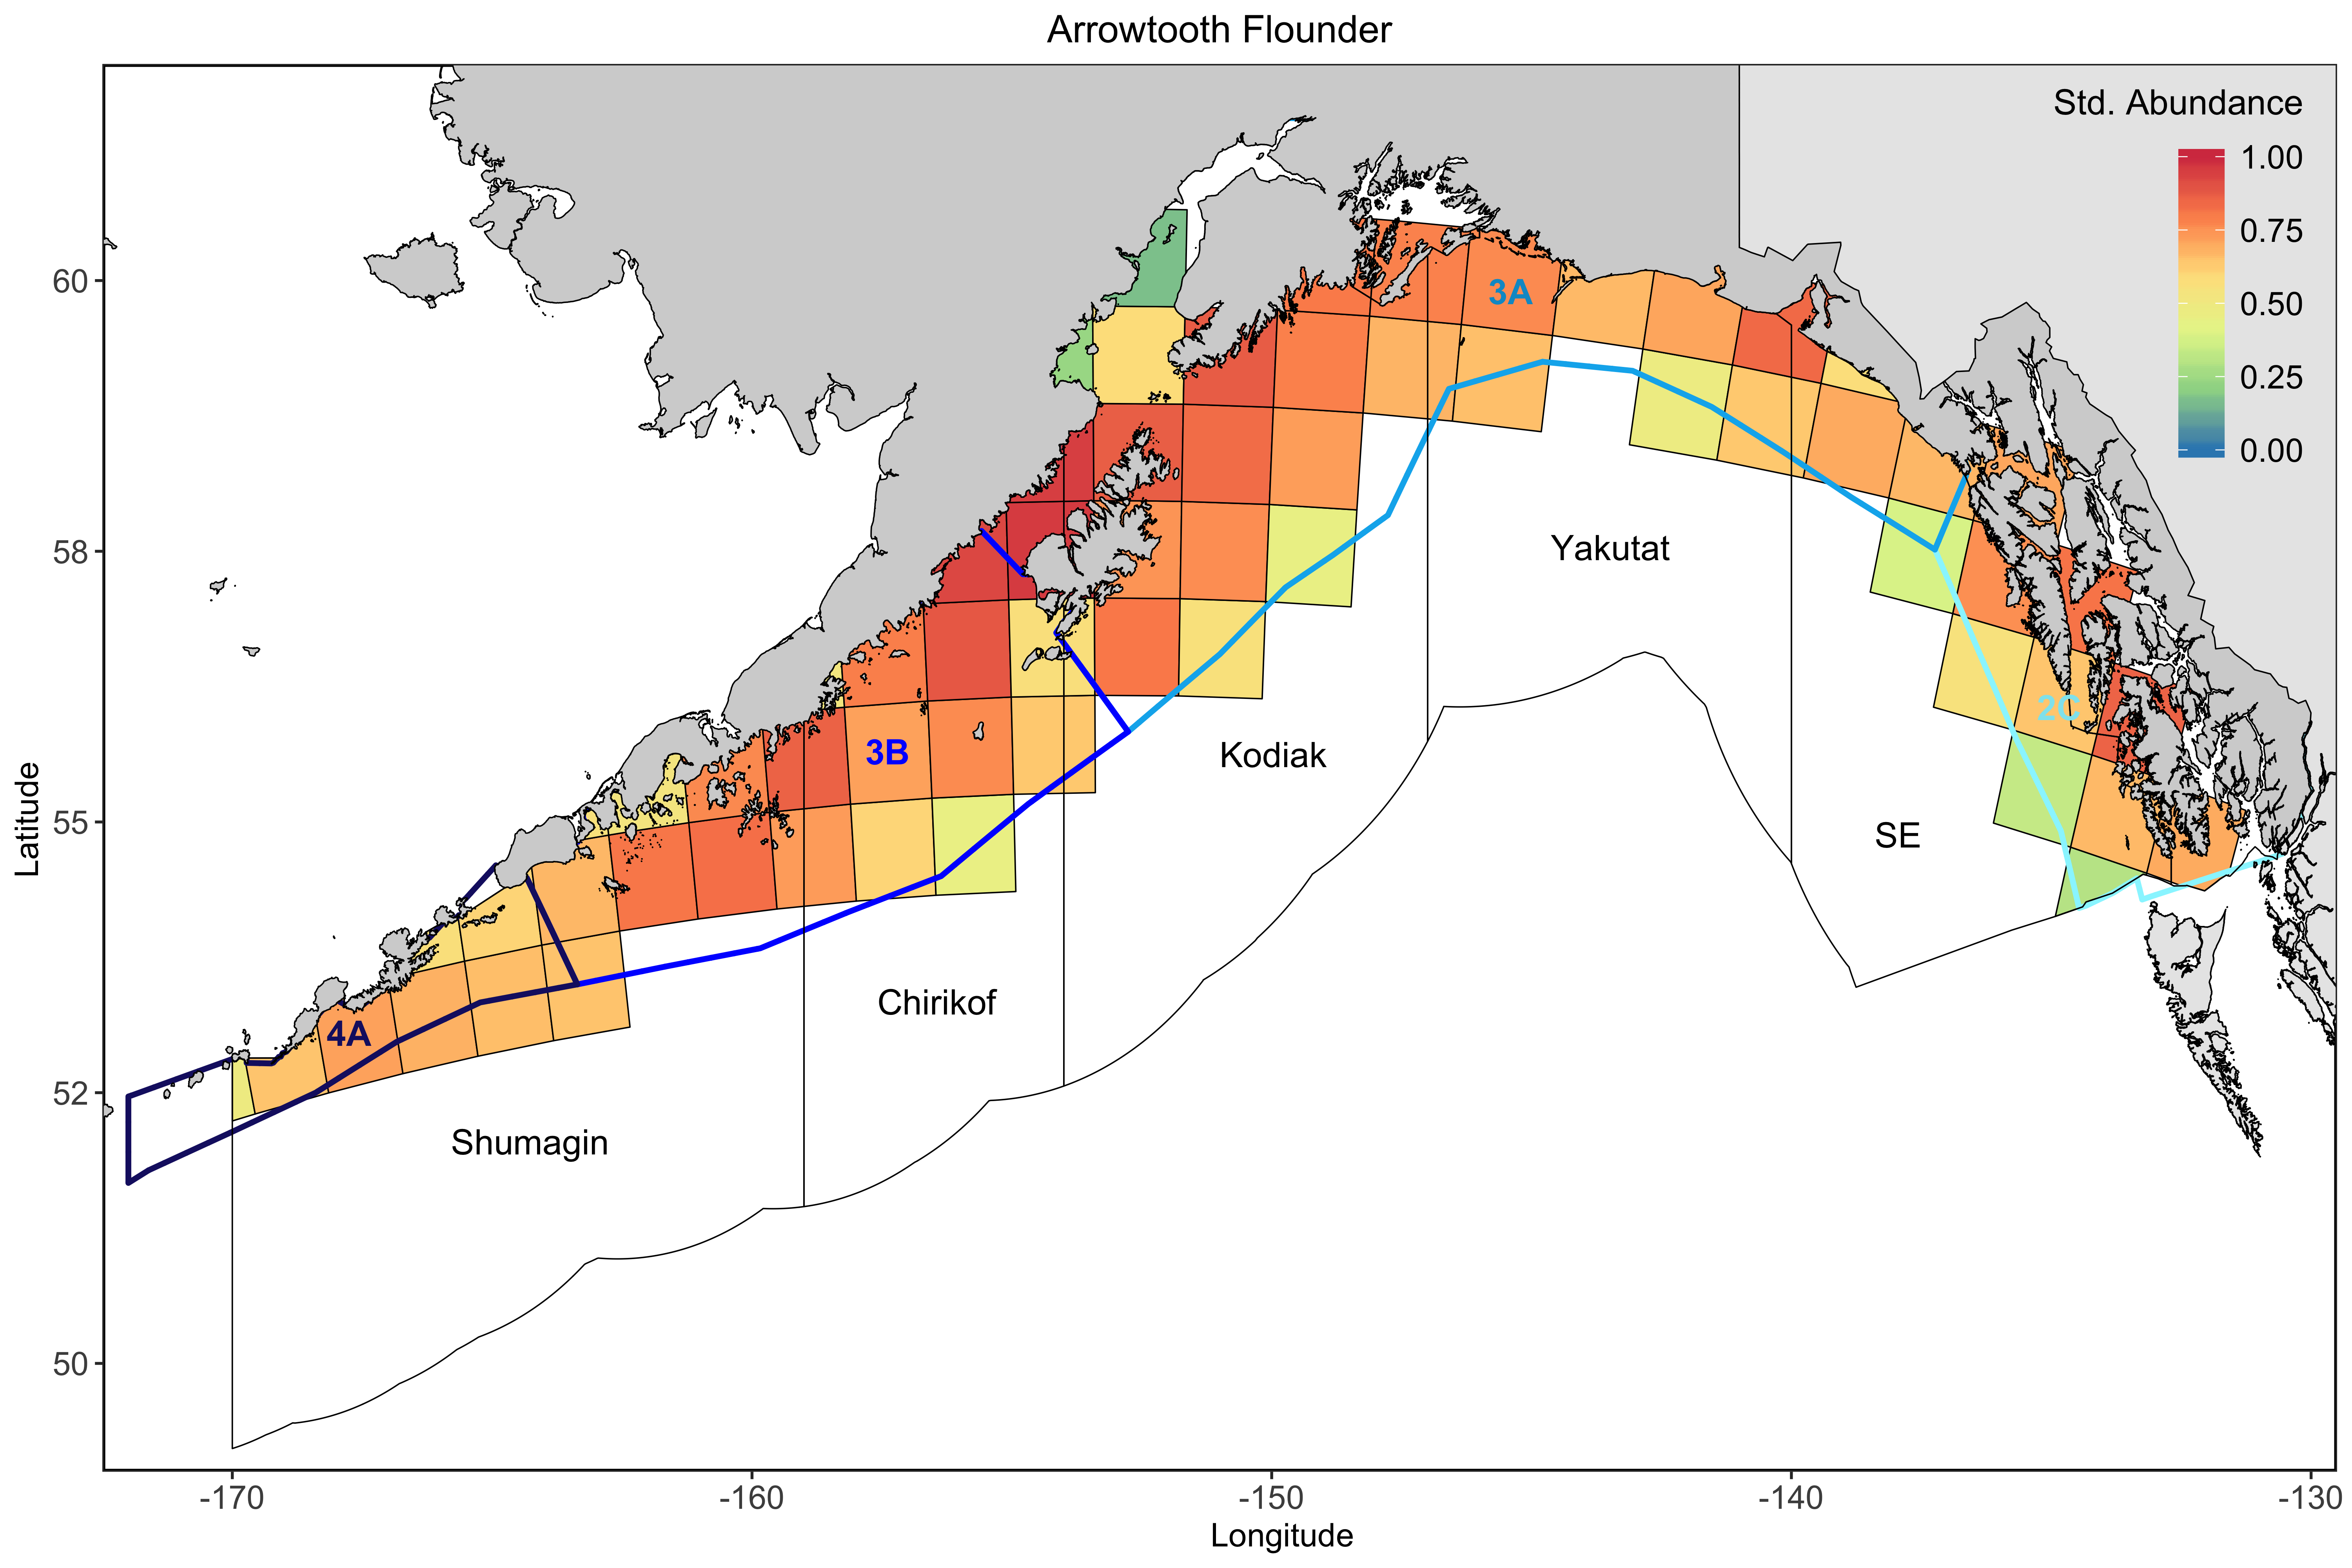 Arrowtooth Flounder
Std. Abundance
1.00
0.75
0.50
0.25
0.00
60
58
55
52
50
Latitude
3A
Yakutat
2C
3B
Kodiak
SE
Chirikof
4A
Shumagin
-170
-160
-150
-140
-130
Longitude